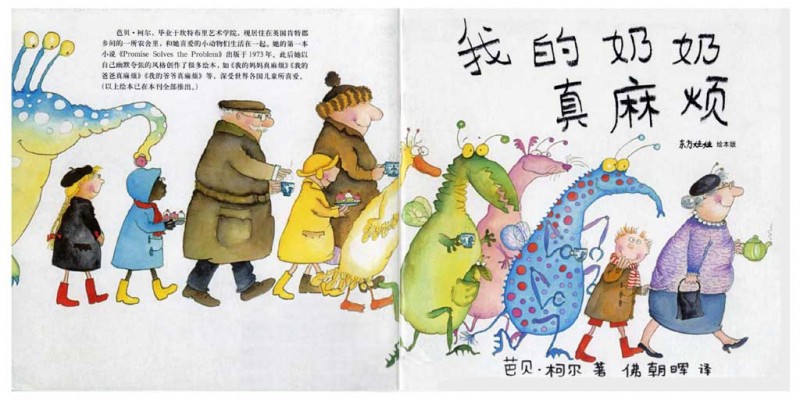 芭贝·柯尔，毕业于坎特布里艺术学院，现居住在英国肯特郡
乡间的一所农舍里，和她喜爱的小动物们生活在一起。她的第一本
小说《Promise Solves the Problem》出版于1973年，此后她以
自己幽默夸张的风格创作了很多绘本，如《我的妈妈真麻烦》《我的
爸爸真麻烦》《我的爷爷真麻烦》等，深受世界各国儿童所喜爱。
(以上绘本已在本刊全部推出。)
我的奶奶
真麻烦
东方娃娃 绘本版
芭贝·柯尔 著 佛朝晖 译